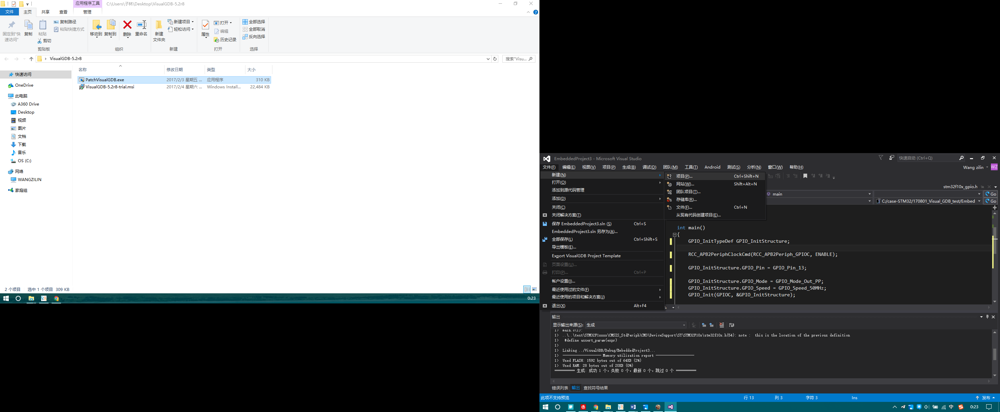 应用程序工具 C:\Users\子林\Desktop\VisualGDB-5.2r8
文件 主页 共享 查看 管理
固定到"快速访问"
复制
粘贴
复制路径
粘贴快捷方式
剪切
移动到 复制到 删除 重命名
新建
文件夹
新建项目
轻松访问
属性
打开
编辑
历史记录
全部选择
全部取消
反向选择
剪贴板 组织 新建 打开 选择
VisualGDB-5.2r8
搜索"Visu...
名称 修改日期 类型 大小
PatchVisualGDB.exe 2017/2/3 星期五 ... 应用程序 310 KB
VisualGDB-5.2r8-trial.msi 2017/2/4 星期六 ... Windows Install... 22,484 KB
快速访问
OneDrive
此电脑
A360 Drive
Desktop
视频
图片
文档
下载
音乐
OS (C:)
网络
WANGZILIN
家庭组
2 个项目 选中 1 个项目 309 KB
0:23
EmbeddedProject3 - Microsoft Visual Studio
快速启动 (Ctrl+Q)
文件(F) 编辑(E) 视图(V) 项目(P) 生成(B) 调试(D) 团队(M) 工具(T) Android 测试(S) 分析(N) 窗口(W) 帮助(H)
Wang zilin WZ
新建(N)
打开(O)
添加到源代码管理
添加(D)
关闭(C)
关闭解决方案(T)
保存 EmbeddedProject3.sln (S) Ctrl+S
EmbeddedProject3.sln 另存为(A)...
全部保存(L) Ctrl+Shift+S
导出模板(E)...
Export VisualGDB Project Template
页面设置(U)...
打印(P)... Ctrl+P
帐户设置(I)...
最近使用过的文件(F)
最近使用的项目和解决方案(J)
退出(X) Alt+F4
项目(P)... Ctrl+Shift+N
网站(W)... Shift+Alt+N
团队项目(T)...
存储库(R)...
文件(F)... Ctrl+N
从现有代码创建项目(E)...
stm32f10x_gpio.h
main
Go
C:/case-STM32/170801_Visual_GDB_test/Embed
Go
int main()
{
GPIO_InitTypeDef GPIO_InitStructure;
RCC_APB2PeriphClockCmd(RCC_APB2Periph_GPIOC, ENABLE);
GPIO_InitStructure.GPIO_Pin = GPIO_Pin_13;
GPIO_InitStructure.GPIO_Mode = GPIO_Mode_Out_PP;
GPIO_InitStructure.GPIO_Speed = GPIO_Speed_50MHz;
GPIO_Init(GPIOC, &GPIO_InitStructure);
输出
显示输出来源(S): 生成
1> main.c(1):
1> ..\..\test\STM32F1xxxx\CMSIS_StdPeriph\CM3\DeviceSupport\ST\STM32F10x\stm32f10x.h(54): note : this is the location of the previous definition
1> #define assert_param(expr)
1>
1> Linking ../VisualGDB/Debug/EmbeddedProject3...
1> Memory utilization report
1> Used FLASH: 1592 bytes out of 64KB (2%)
1> Used RAM: 28 bytes out of 20KB (0%)
========== 生成: 成功 1 个，失败 0 个，最新 0 个，跳过 0 个 ==========
错误列表 输出 查找符号结果
此项不支持预览 行 13 列 3 字符 3 Ins 发布
中 0:23